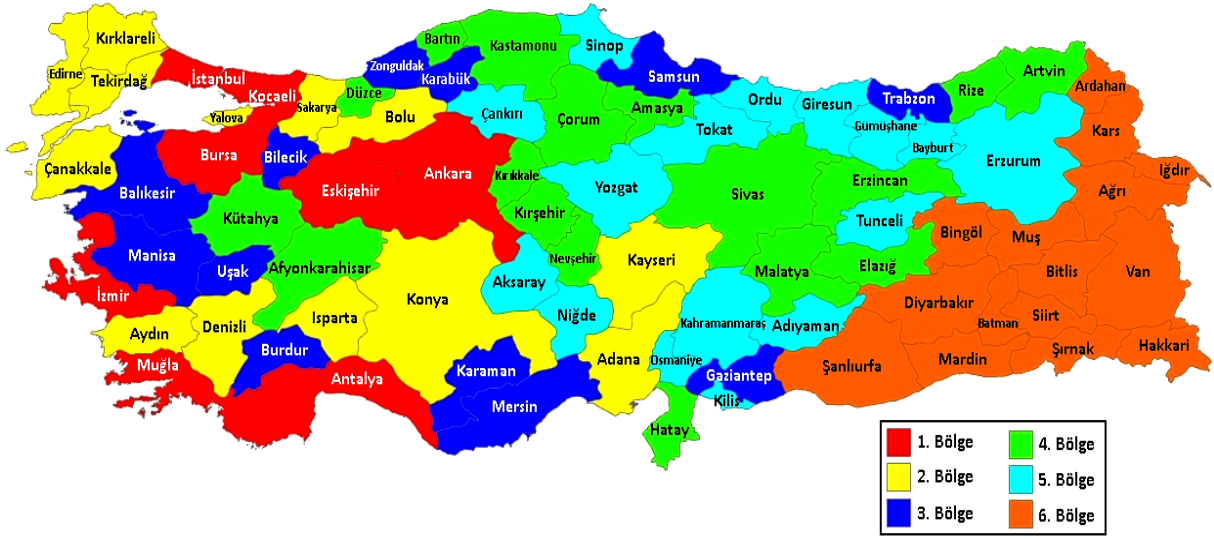 Kırklareli
Edirne
Tekirdağ
İstanbul
Kocaeli
Yalova
Sakarya
Düzce
Bolu
Zonguldak
Bartın
Karabük
Kastamonu
Sinop
Samsun
Çankırı
Çorum
Amasya
Tokat
Ordu
Giresun
Trabzon
Gümüşhane
Bayburt
Rize
Artvin
Ardahan
Kars
Iğdır
Ağrı
Erzurum
Erzincan
Tunceli
Çanakkale
Balıkesir
Bursa
Bilecik
Eskişehir
Ankara
Kırıkkale
Kırşehir
Yozgat
Sivas
Kütahya
Manisa
Uşak
Afyonkarahisar
İzmir
Aydın
Denizli
Isparta
Burdur
Muğla
Antalya
Konya
Aksaray
Nevşehir
Niğde
Kayseri
Karaman
Mersin
Adana
Osmaniye
Kahramanmaraş
Malatya
Adıyaman
Elazığ
Gaziantep
Kilis
Hatay
Şanlıurfa
Diyarbakır
Bingöl
Muş
Bitlis
Van
Batman
Siirt
Mardin
Şırnak
Hakkari
1. Bölge
2. Bölge
3. Bölge
4. Bölge
5. Bölge
6. Bölge